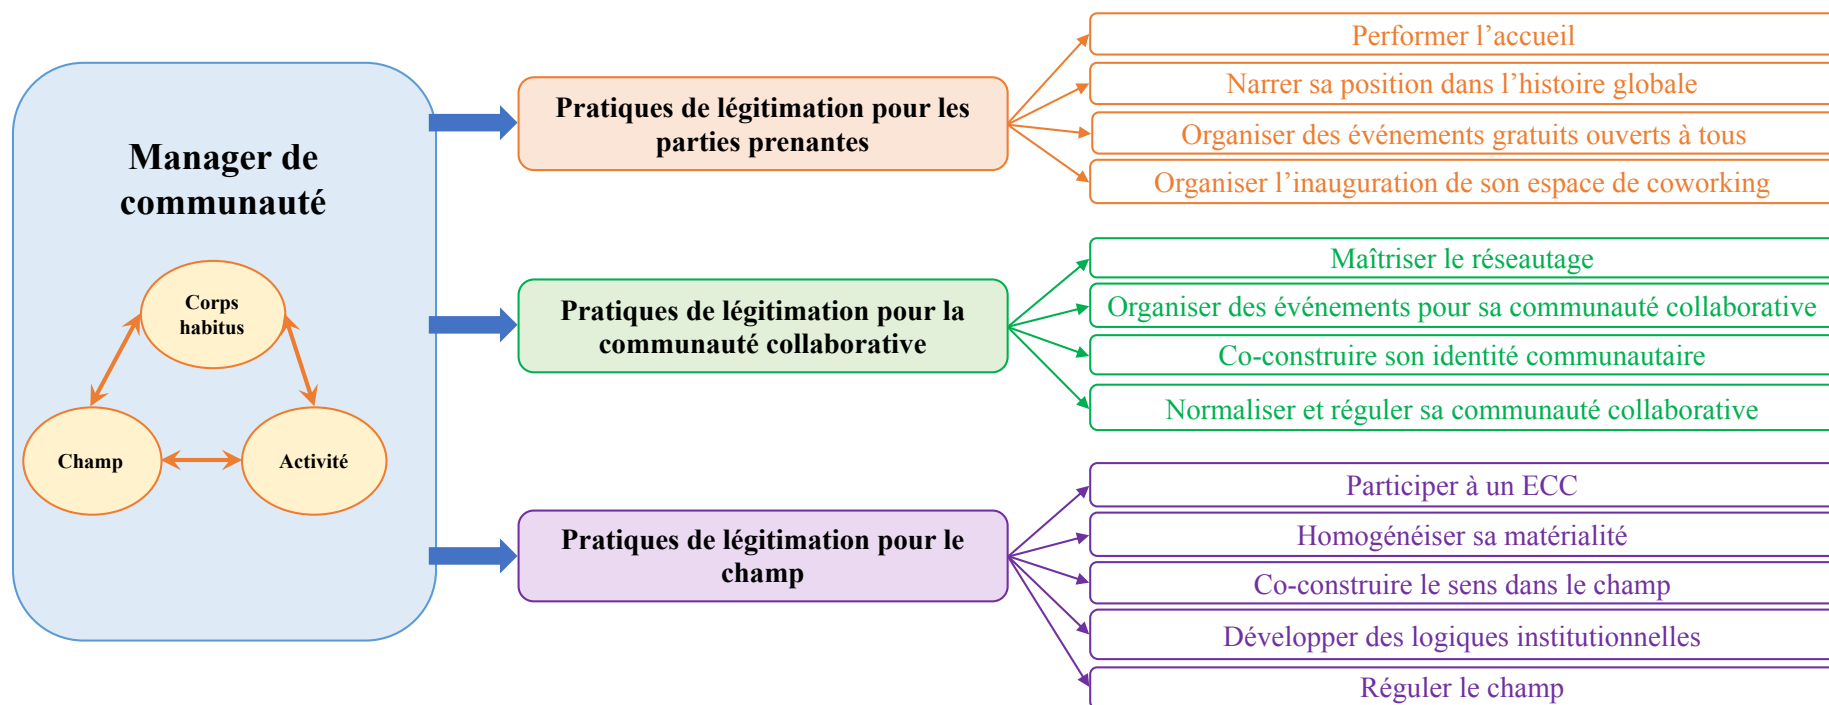 Manager de
communauté
Corps
habitus
Champ
Activité
Pratiques de légitimation pour les
parties prenantes
Performer l’accueil
Narrer sa position dans l’histoire globale
Organiser des événements gratuits ouverts à tous
Organiser l’inauguration de son espace de coworking
Pratiques de légitimation pour la
communauté collaborative
Maîtriser le réseautage
Organiser des événements pour sa communauté collaborative
Co-construire son identité communautaire
Normaliser et réguler sa communauté collaborative
Pratiques de légitimation pour le
champ
Participer à un ECC
Homogénéiser sa matérialité
Co-construire le sens dans le champ
Développer des logiques institutionnelles
Réguler le champ